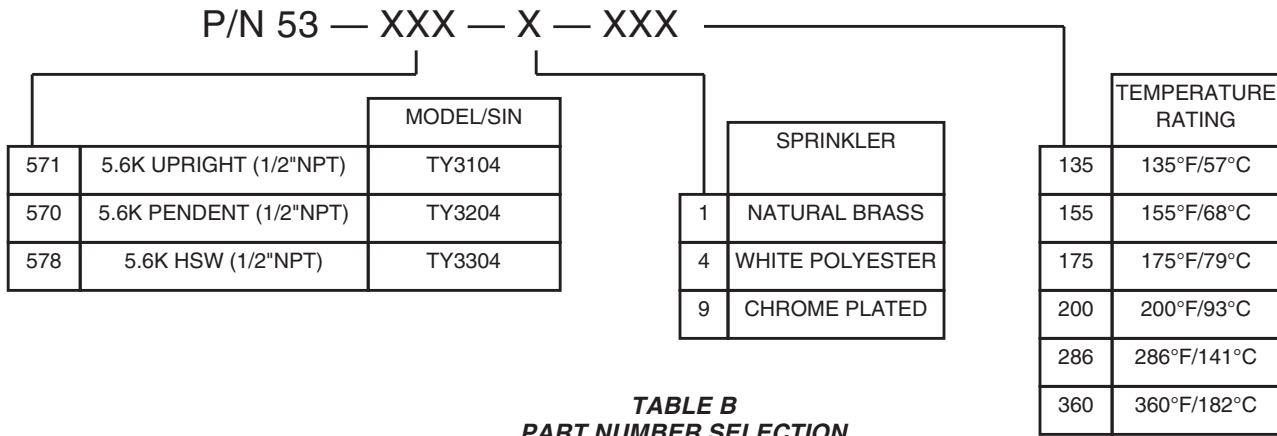 P/N 53 — XXX — X — XXX
MODEL/SIN
571 5.6K UPRIGHT (1/2"NPT) TY3104
570 5.6K PENDENT (1/2"NPT) TY3204
578 5.6K HSW (1/2"NPT) TY3304
SPRINKLER
1 NATURAL BRASS
4 WHITE POLYESTER
9 CHROME PLATED
TEMPERATURE
RATING
135 135°F/57°C
155 155°F/68°C
175 175°F/79°C
200 200°F/93°C
286 286°F/141°C
360 360°F/182°C
TABLE B
PART NUMBER SELECTION